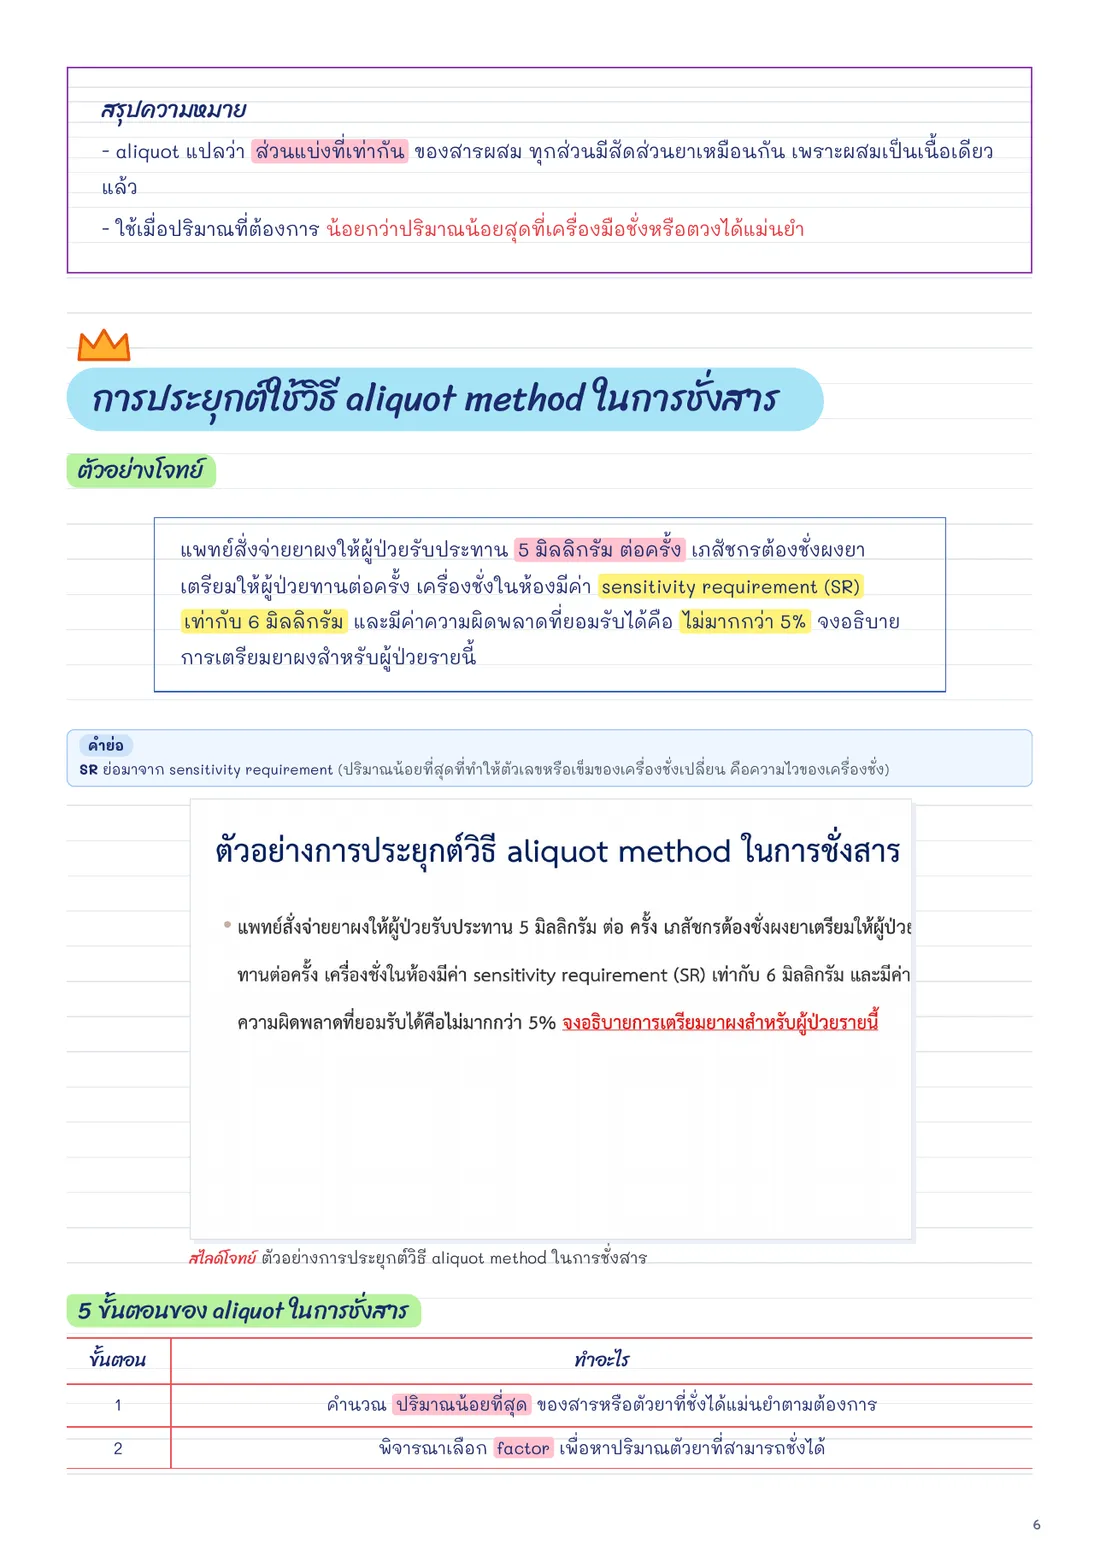 สรุปความหมาย
- aliquot แปลว่า ส่วนแบ่งที่เท่ากัน ของสารผสม ทุกส่วนมีสัดส่วนยาเหมือนกัน เพราะผสมเป็นเนื้อเดียว
แล้ว
- ใช้เมื่อปริมาณที่ต้องการ น้อยกว่าปริมาณน้อยสุดที่เครื่องมือชั่งหรือตวงได้แม่นยำ
การประยุกต์ใช้วิธี aliquot method ในการชั่งสาร
ตัวอย่างโจทย์
แพทย์สั่งจ่ายยาผงให้ผู้ป่วยรับประทาน 5 มิลลิกรัม ต่อครั้ง เภสัชกรต้องชั่งผงยา
เตรียมให้ผู้ป่วยทานต่อครั้ง เครื่องชั่งในห้องมีค่า sensitivity requirement (SR)
เท่ากับ 6 มิลลิกรัม และมีค่าความผิดพลาดที่ยอมรับได้คือ ไม่มากกว่า 5% จงอธิบาย
การเตรียมยาผงสำหรับผู้ป่วยรายนี้
คำย่อ
SR ย่อมาจาก sensitivity requirement (ปริมาณน้อยที่สุดที่ทำให้ตัวเลขหรือเข็มของเครื่องชั่งเปลี่ยน คือความไวของเครื่องชั่ง)
ตัวอย่างการประยุกต์วิธี aliquot method ในการชั่งสาร
• แพทย์สั่งจ่ายยาผงให้ผู้ป่วยรับประทาน 5 มิลลิกรัม ต่อ ครั้ง เภสัชกรต้องชั่งผงยาเตรียมให้ผู้ป่วย
ทานต่อครั้ง เครื่องชั่งในห้องมีค่า sensitivity requirement (SR) เท่ากับ 6 มิลลิกรัม และมีค่า
ความผิดพลาดที่ยอมรับได้คือไม่มากกว่า 5% จงอธิบายการเตรียมยาผงสำหรับผู้ป่วยรายนี้
สไลด์โจทย์ ตัวอย่างการประยุกต์วิธี aliquot method ในการชั่งสาร
5 ขั้นตอนของ aliquot ในการชั่งสาร
ขั้นตอน ทำอะไร
1 คำนวณ ปริมาณน้อยที่สุด ของสารหรือตัวยาที่ชั่งได้แม่นยำตามต้องการ
2 พิจารณาเลือก factor เพื่อหาปริมาณตัวยาที่สามารถชั่งได้
6